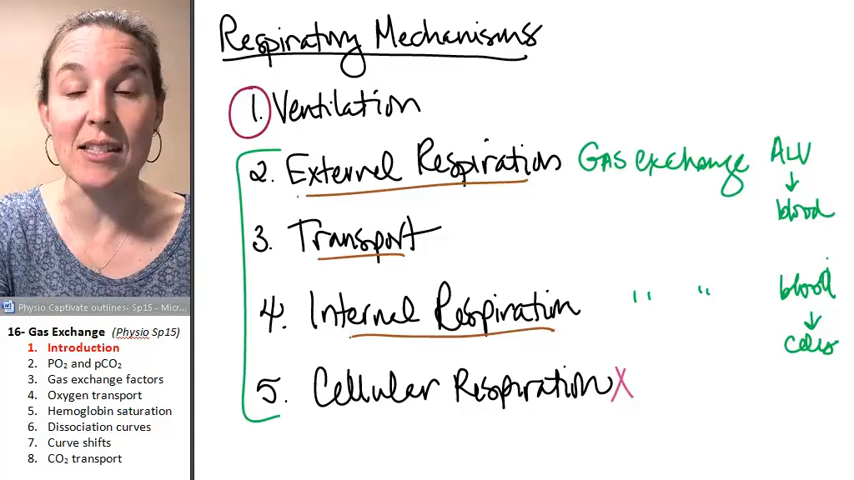 Respiratory Mechanisms
1. Ventilation
2. External Respiration Gas exchange ALV
↓
blood
3. Transport
4. Internal Respiration " " blood
↓
cells
5. Cellular Respiration X
Physio Captivate outlines- Sp15 - Micr...
16- Gas Exchange (Physio Sp15)
1. Introduction
2. PO₂ and pCO₂
3. Gas exchange factors
4. Oxygen transport
5. Hemoglobin saturation
6. Dissociation curves
7. Curve shifts
8. CO₂ transport